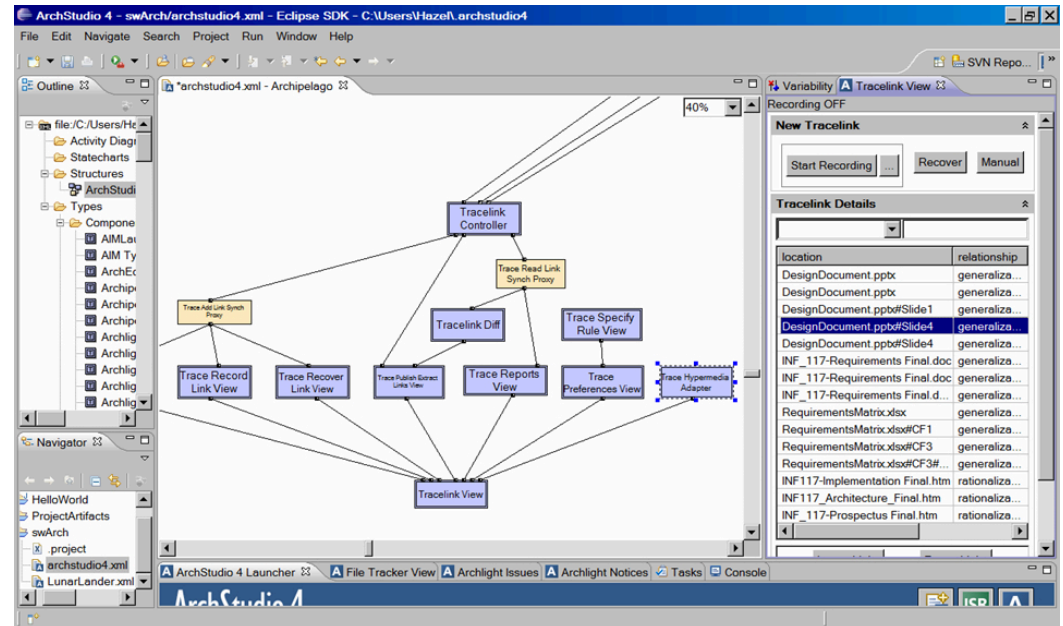 ArchStudio 4 - swArch/archstudio4.xml - Eclipse SDK - C:\Users\Hazel\.archstudio4
File Edit Navigate Search Project Run Window Help
SVN Repo...
Outline
file:/C:/Users/Ha
Activity Diagr
Statecharts
Structures
ArchStudi
Types
Compone
AIMLau
AIM Ty
ArchEd
Archipe
Archipe
Archipe
Archlig
Archlig
Archlig
Archlig
Archlig
Navigator
HelloWorld
ProjectArtifacts
swArch
.project
archstudio4.xml
LunarLander.xml
*archstudio4.xml - Archipelago
40%
Tracelink
Controller
Trace Read Link
Synch Proxy
Trace Add Link Synch
Proxy
Tracelink Diff
Trace Specify
Rule View
Trace Record
Link View
Trace Recover
Link View
Trace Publish Extract
Links View
Trace Reports
View
Trace
Preferences View
Trace Hypermedia
Adapter
Tracelink View
Variability Tracelink View
Recording OFF
New Tracelink
Start Recording ... Recover Manual
Tracelink Details
location relationship
DesignDocument.pptx generaliza...
DesignDocument.pptx generaliza...
DesignDocument.pptx#Slide1 generaliza...
DesignDocument.pptx#Slide4 generaliza...
DesignDocument.pptx#Slide4 generaliza...
INF_117-Requirements Final.doc generaliza...
INF_117-Requirements Final.doc generaliza...
INF_117-Requirements Final.d... generaliza...
RequirementsMatrix.xlsx generaliza...
RequirementsMatrix.xlsx#CF1 generaliza...
RequirementsMatrix.xlsx#CF3 generaliza...
RequirementsMatrix.xlsx#CF3#... generaliza...
INF117-Implementation Final.htm rationaliza...
INF117_Architecture_Final.htm rationaliza...
INF_117-Prospectus Final.htm rationaliza...
ArchStudio 4 Launcher File Tracker View Archlight Issues Archlight Notices Tasks Console
ArchStudio 4
ISR